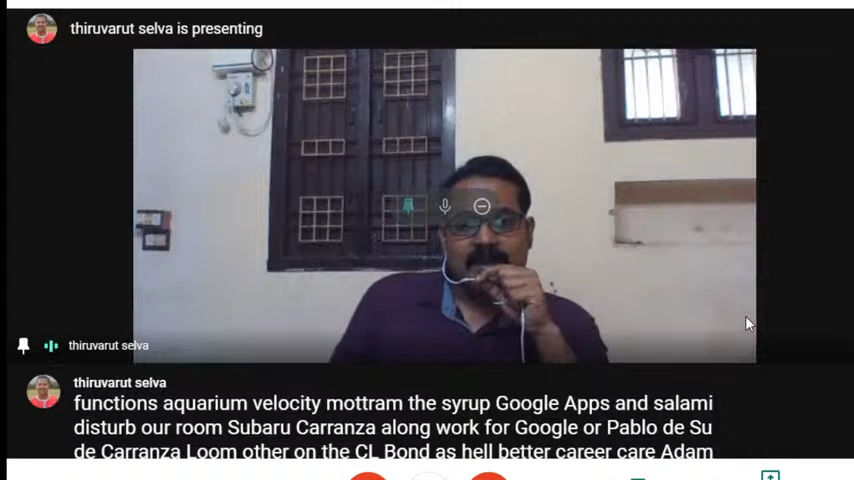 thiruvarut selva is presenting
thiruvarut selva
thiruvarut selva
functions aquarium velocity mottram the syrup Google Apps and salami
disturb our room Subaru Carranza along work for Google or Pablo de Su
de Carranza Loom other on the CL Bond as hell better career care Adam